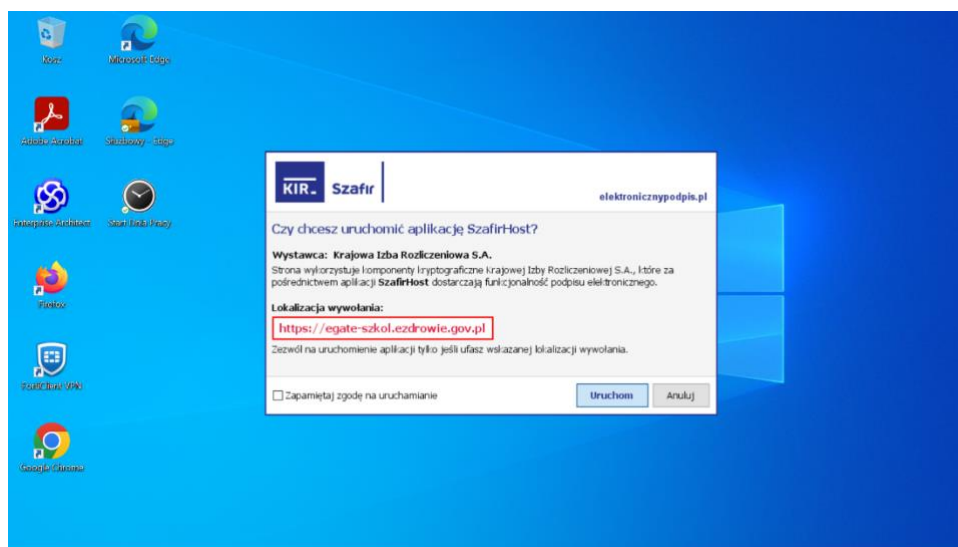 Kosz
Microsoft Edge
Adobe Acrobat
Służbowy - Edge
Enterprise Architect
Start Dnia Pracy
Firefox
FortiClient VPN
Google Chrome
KIR. Szafır
elektronicznypodpis.pl
Czy chcesz uruchomić aplikację SzafirHost?
Wystawca: Krajowa Izba Rozliczeniowa S.A.
Strona wykorzystuje komponenty kryptograficzne Krajowej Izby Rozliczeniowej S.A., które za
pośrednictwem aplikacji SzafirHost dostarczają funkcjonalność podpisu elektronicznego.
Lokalizacja wywołania:
https://egate-szkol.ezdrowie.gov.pl
Zezwól na uruchomienie aplikacji tylko jeśli ufasz wskazanej lokalizacji wywołania.
Zapamiętaj zgodę na uruchamianie
Uruchom
Anuluj